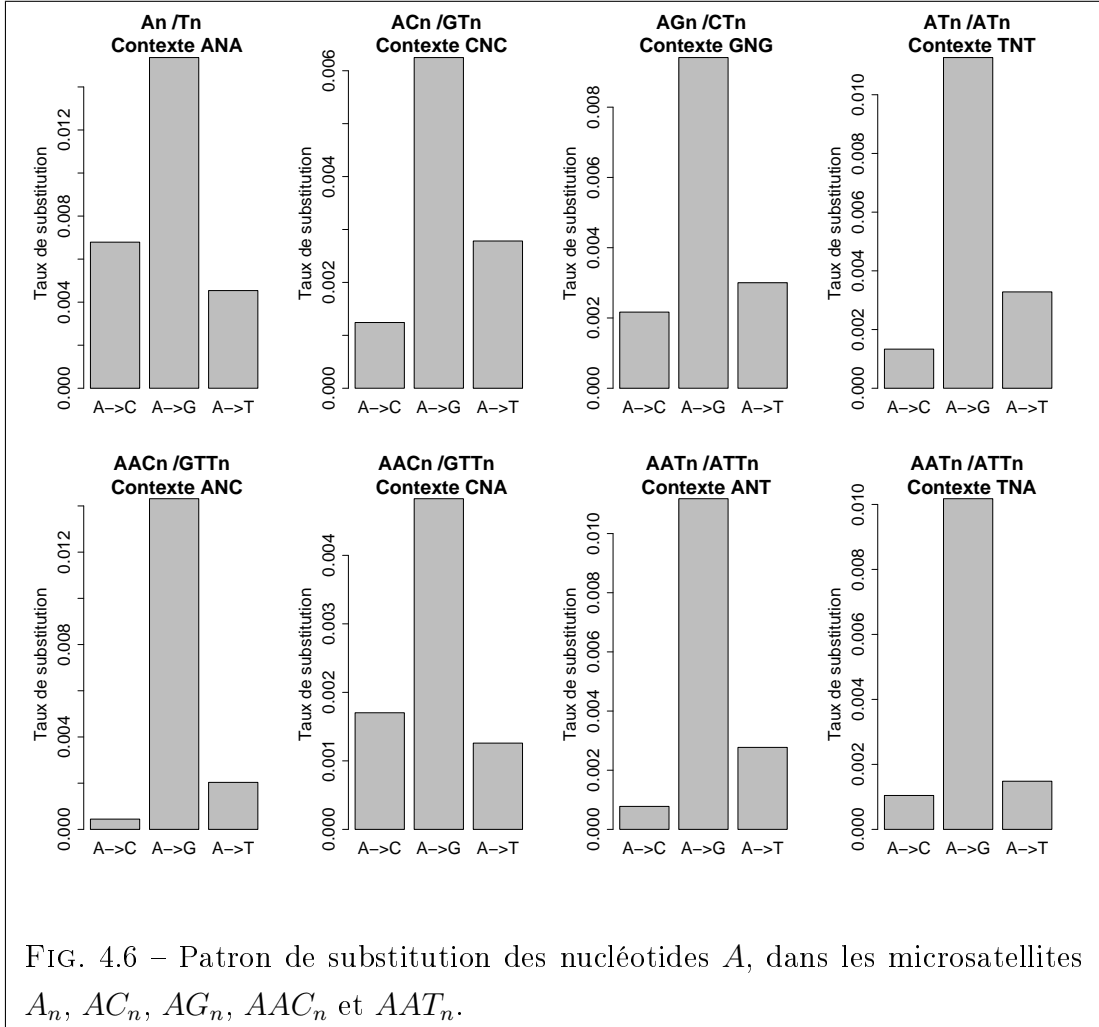 An /Tn
Contexte ANA
Taux de substitution
0.000 0.004 0.008 0.012
A−>C A−>G A−>T
ACn /GTn
Contexte CNC
Taux de substitution
0.000 0.002 0.004 0.006
A−>C A−>G A−>T
AGn /CTn
Contexte GNG
Taux de substitution
0.000 0.002 0.004 0.006 0.008
A−>C A−>G A−>T
ATn /ATn
Contexte TNT
Taux de substitution
0.000 0.002 0.004 0.006 0.008 0.010
A−>C A−>G A−>T
AACn /GTTn
Contexte ANC
Taux de substitution
0.000 0.004 0.008 0.012
A−>C A−>G A−>T
AACn /GTTn
Contexte CNA
Taux de substitution
0.000 0.001 0.002 0.003 0.004
A−>C A−>G A−>T
AATn /ATTn
Contexte ANT
Taux de substitution
0.000 0.002 0.004 0.006 0.008 0.010
A−>C A−>G A−>T
AATn /ATTn
Contexte TNA
Taux de substitution
0.000 0.002 0.004 0.006 0.008 0.010
A−>C A−>G A−>T
FIG. 4.6 – Patron de substitution des nucléotides A, dans les microsatellites
Aₙ, ACₙ, AGₙ, AACₙ et AATₙ.